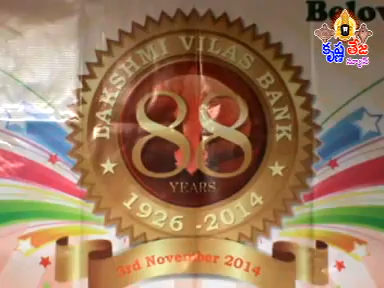 Belov
కృష్ణ
తేజ
LAKSHMI VILAS BANK
88
YEARS
1926 - 2014
3rd November 2014